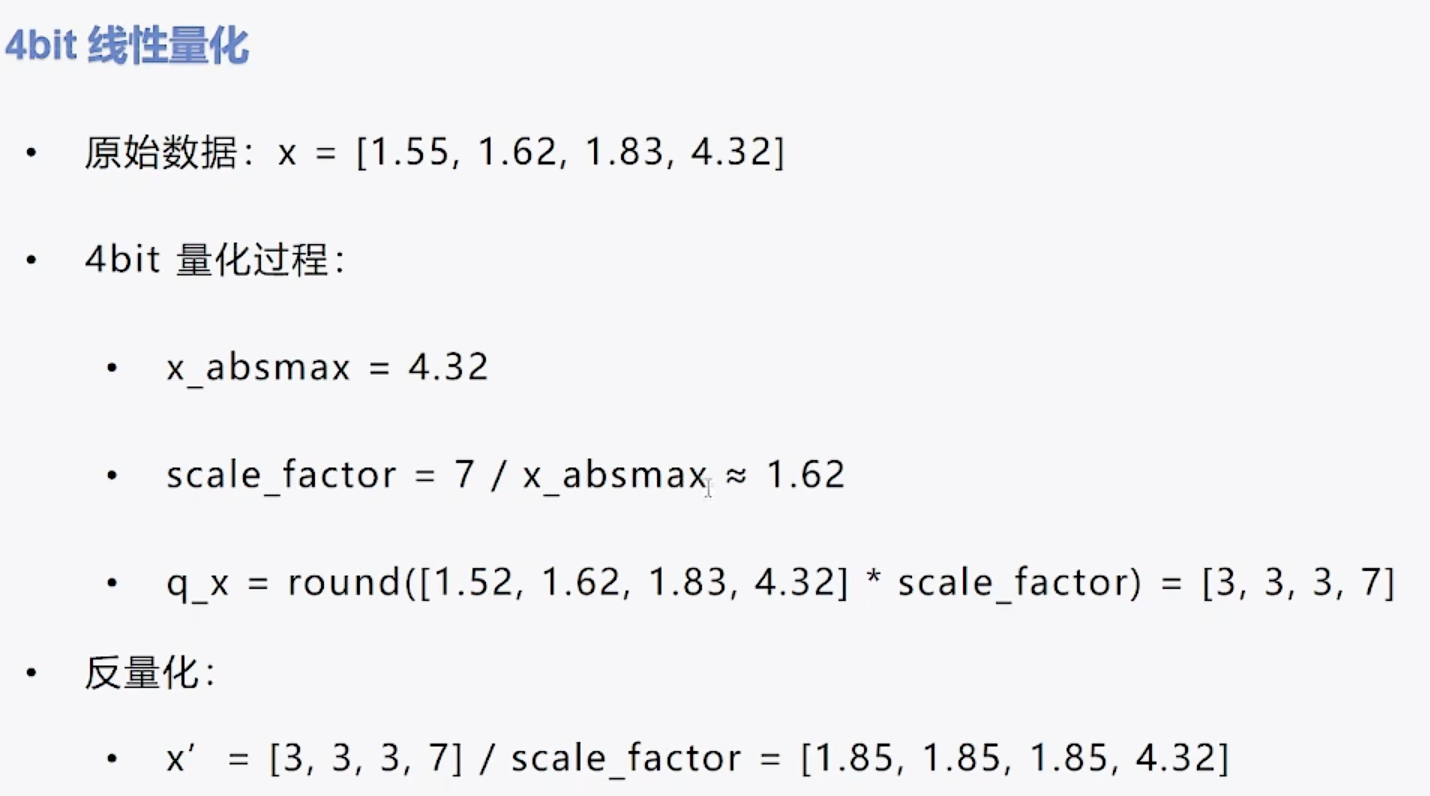 4bit 线性量化
• 原始数据：x = [1.55, 1.62, 1.83, 4.32]
• 4bit 量化过程：
• x_absmax = 4.32
• scale_factor = 7 / x_absmax ≈ 1.62
• q_x = round([1.52, 1.62, 1.83, 4.32] * scale_factor) = [3, 3, 3, 7]
• 反量化：
• x′ = [3, 3, 3, 7] / scale_factor = [1.85, 1.85, 1.85, 4.32]